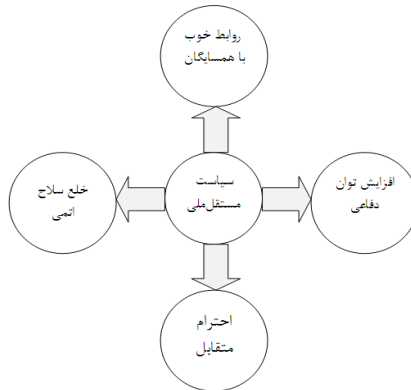 روابط خوب
با همسایگان
سیاست
مستقل‌ملی
افزایش توان
دفاعی
خلع سلاح
اتمی
احترام
متقابل